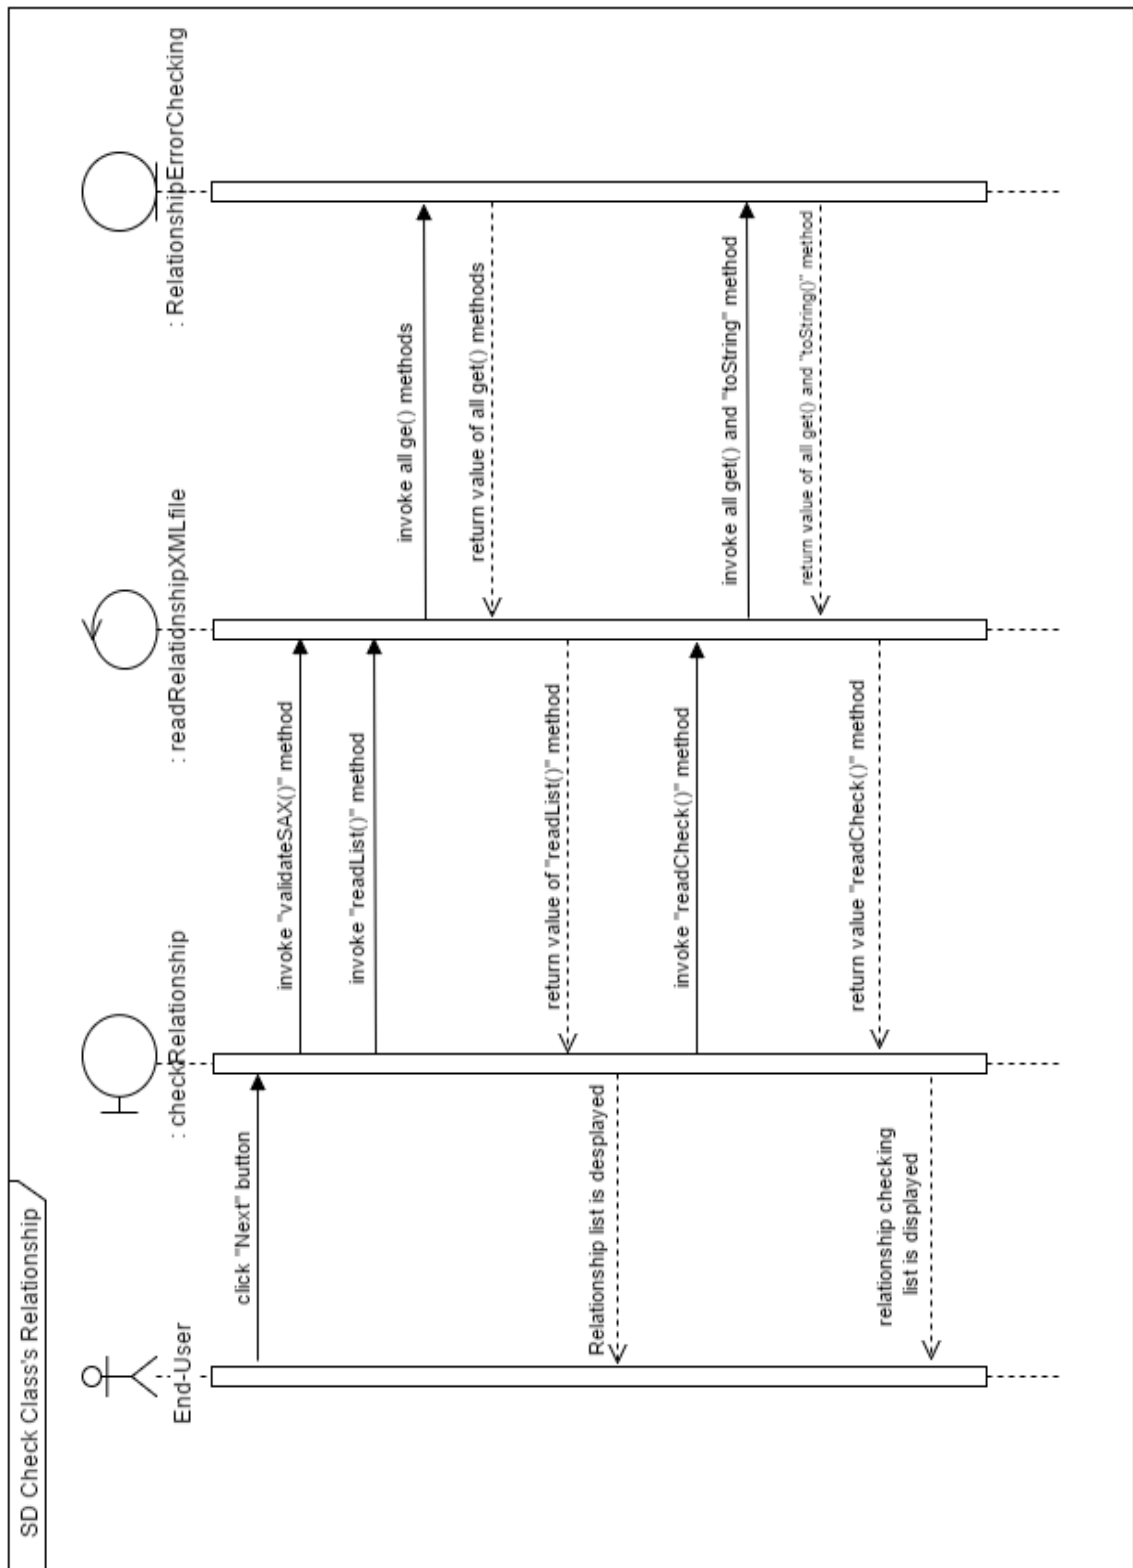 SD Check Class's Relationship
End-User
: checkRelationship
: readRelationshipXMLfile
: RelationshipErrorChecking
click "Next" button
invoke "validateSAX()" method
invoke "readList()" method
invoke all ge() methods
return value of all get() methods
return value of "readList()" method
Relationship list is desplayed
invoke "readCheck()" method
invoke all get() and "toString" method
return value of all get() and "toString()" method
return value "readCheck()" method
relationship checking
list is displayed